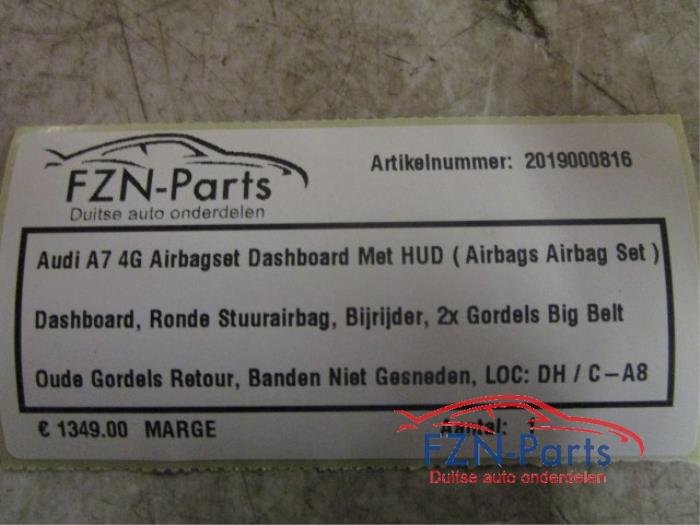 FZN-Parts
Duitse auto onderdelen
Artikelnummer: 2019000816
Audi A7 4G Airbagset Dashboard Met HUD ( Airbags Airbag Set )
Dashboard, Ronde Stuurairbag, Bijrijder, 2x Gordels Big Belt
Oude Gordels Retour, Banden Niet Gesneden, LOC: DH / C-A8
€ 1349.00 MARGE
Aantal: 1
FZN-Parts
Duitse auto onderdelen